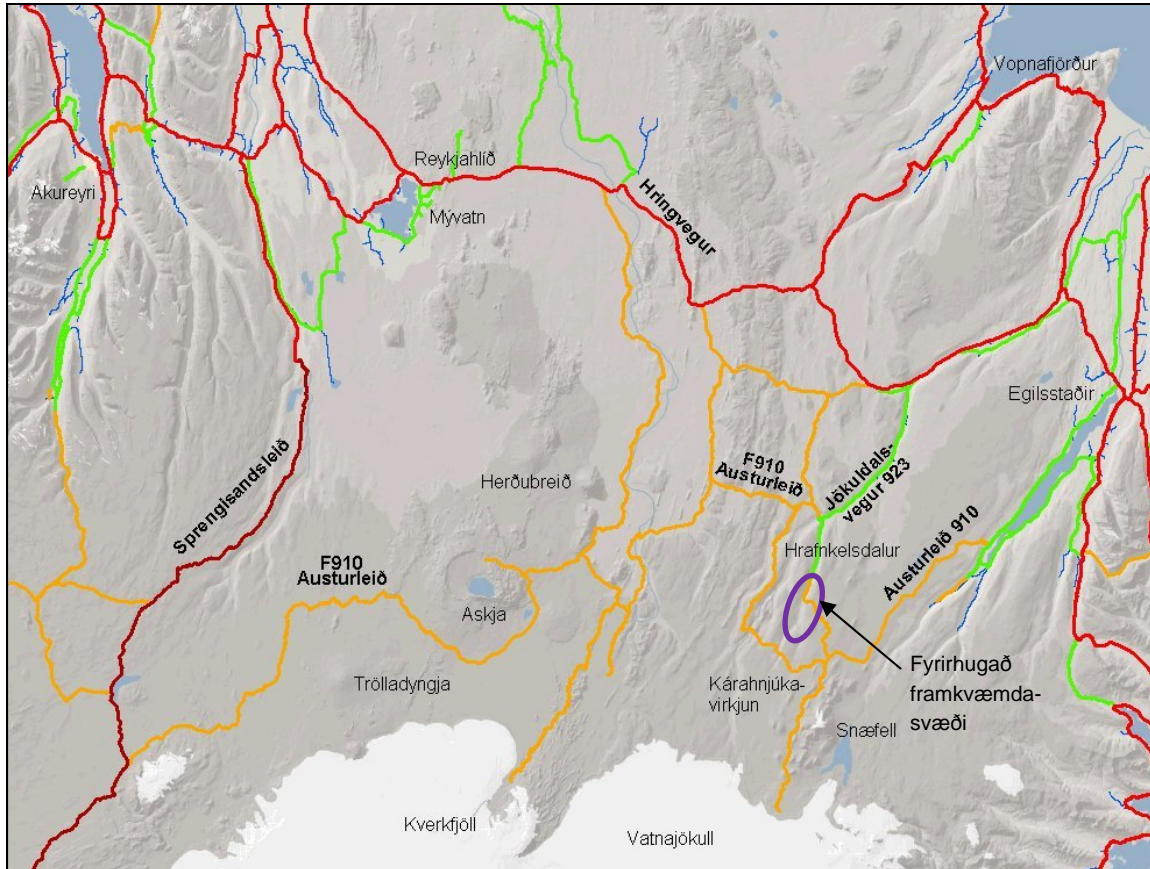 Vopnafjörður
Reykjahlíð
Akureyri
Mývatn
Hringvegur
Egilsstaðir
F910
Austurleið
Jökuldals-
vegur 923
Herðubreið
Sprengisandsleið
Hrafnkelsdalur
Austurleið 910
F910
Austurleið
Askja
Fyrirhugað
framkvæmda-
svæði
Trölladyngja
Kárahnjúka-
virkjun
Snæfell
Kverkfjöll
Vatnajökull